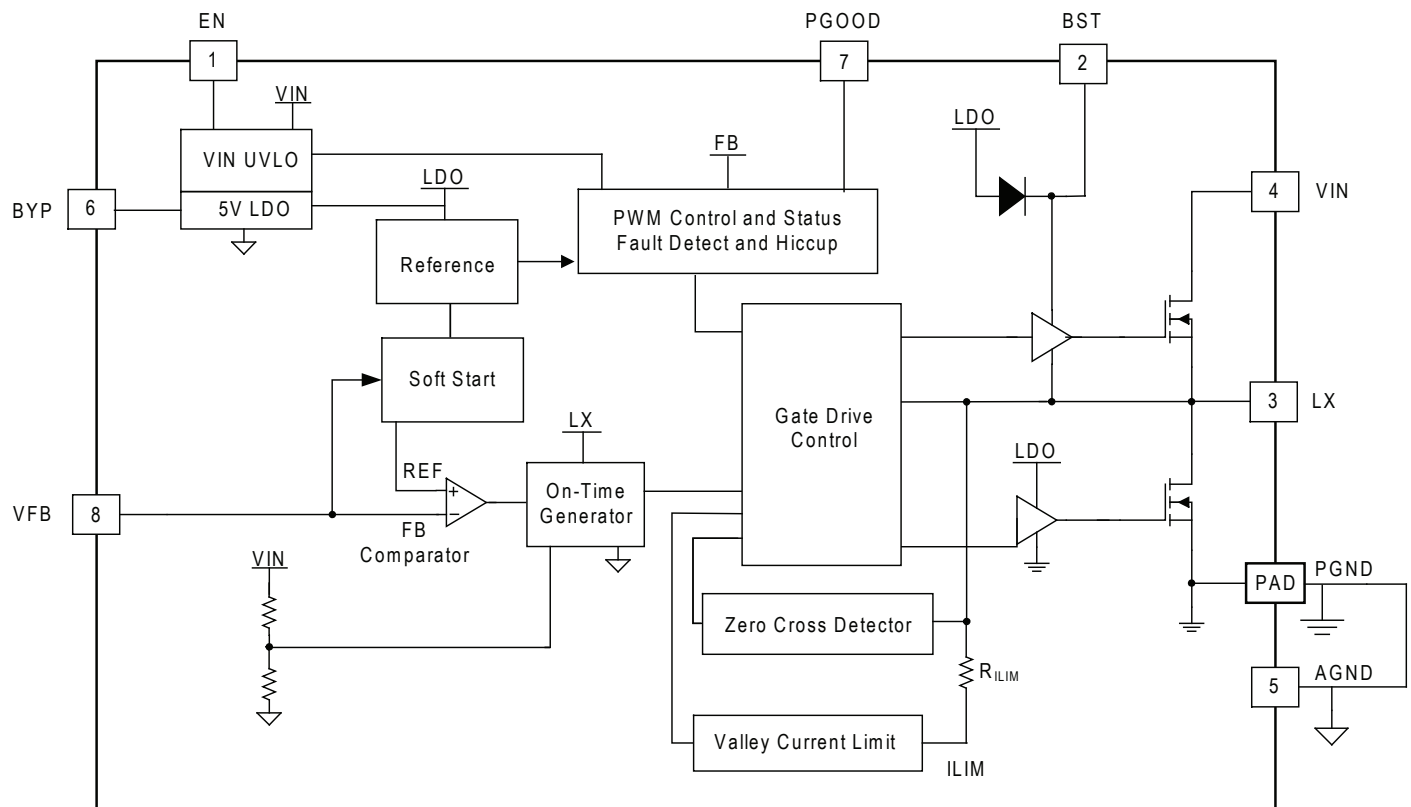 EN
PGOOD
BST
1
7
2
VIN
LDO
FB
VIN UVLO
LDO
BYP
6
5V LDO
4
VIN
PWM Control and Status
Fault Detect and Hiccup
Reference
Soft Start
LX
Gate Drive
Control
3
LX
REF
LDO
On-Time
Generator
VFB
8
+
−
FB
Comparator
VIN
PAD
PGND
Zero Cross Detector
RILIM
AGND
5
Valley Current Limit
ILIM